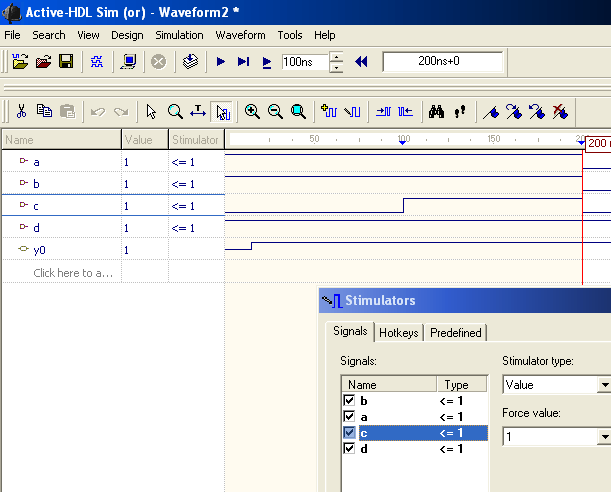 Active-HDL Sim (or) - Waveform2 *
File Search View Design Simulation Waveform Tools Help
100ns 200ns+0
Name Value Stimulator 50 100 150 200
a 1 <= 1
b 1 <= 1
c 1 <= 1
d 1 <= 1
y0 1
Click here to a...
Stimulators
Signals Hotkeys Predefined
Signals: Stimulator type:
Name Type Value
b <= 1
a <= 1 Force value:
c <= 1 1
d <= 1